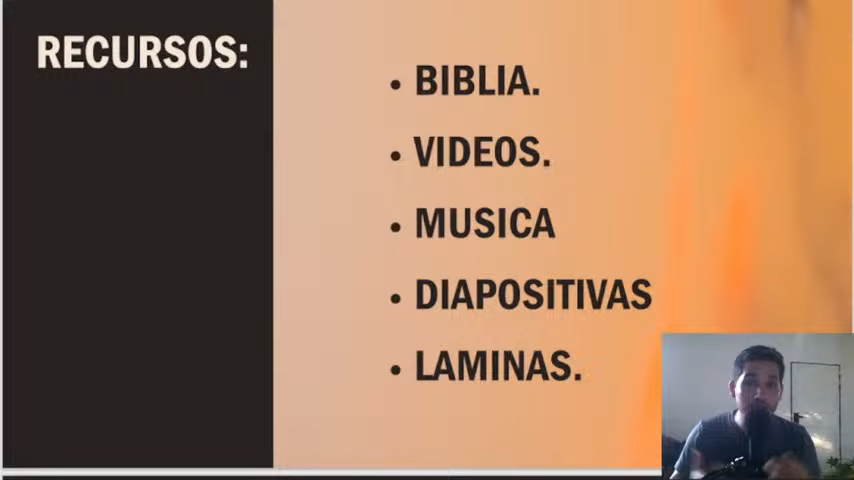 RECURSOS:
• BIBLIA.
• VIDEOS.
• MUSICA
• DIAPOSITIVAS
• LAMINAS.